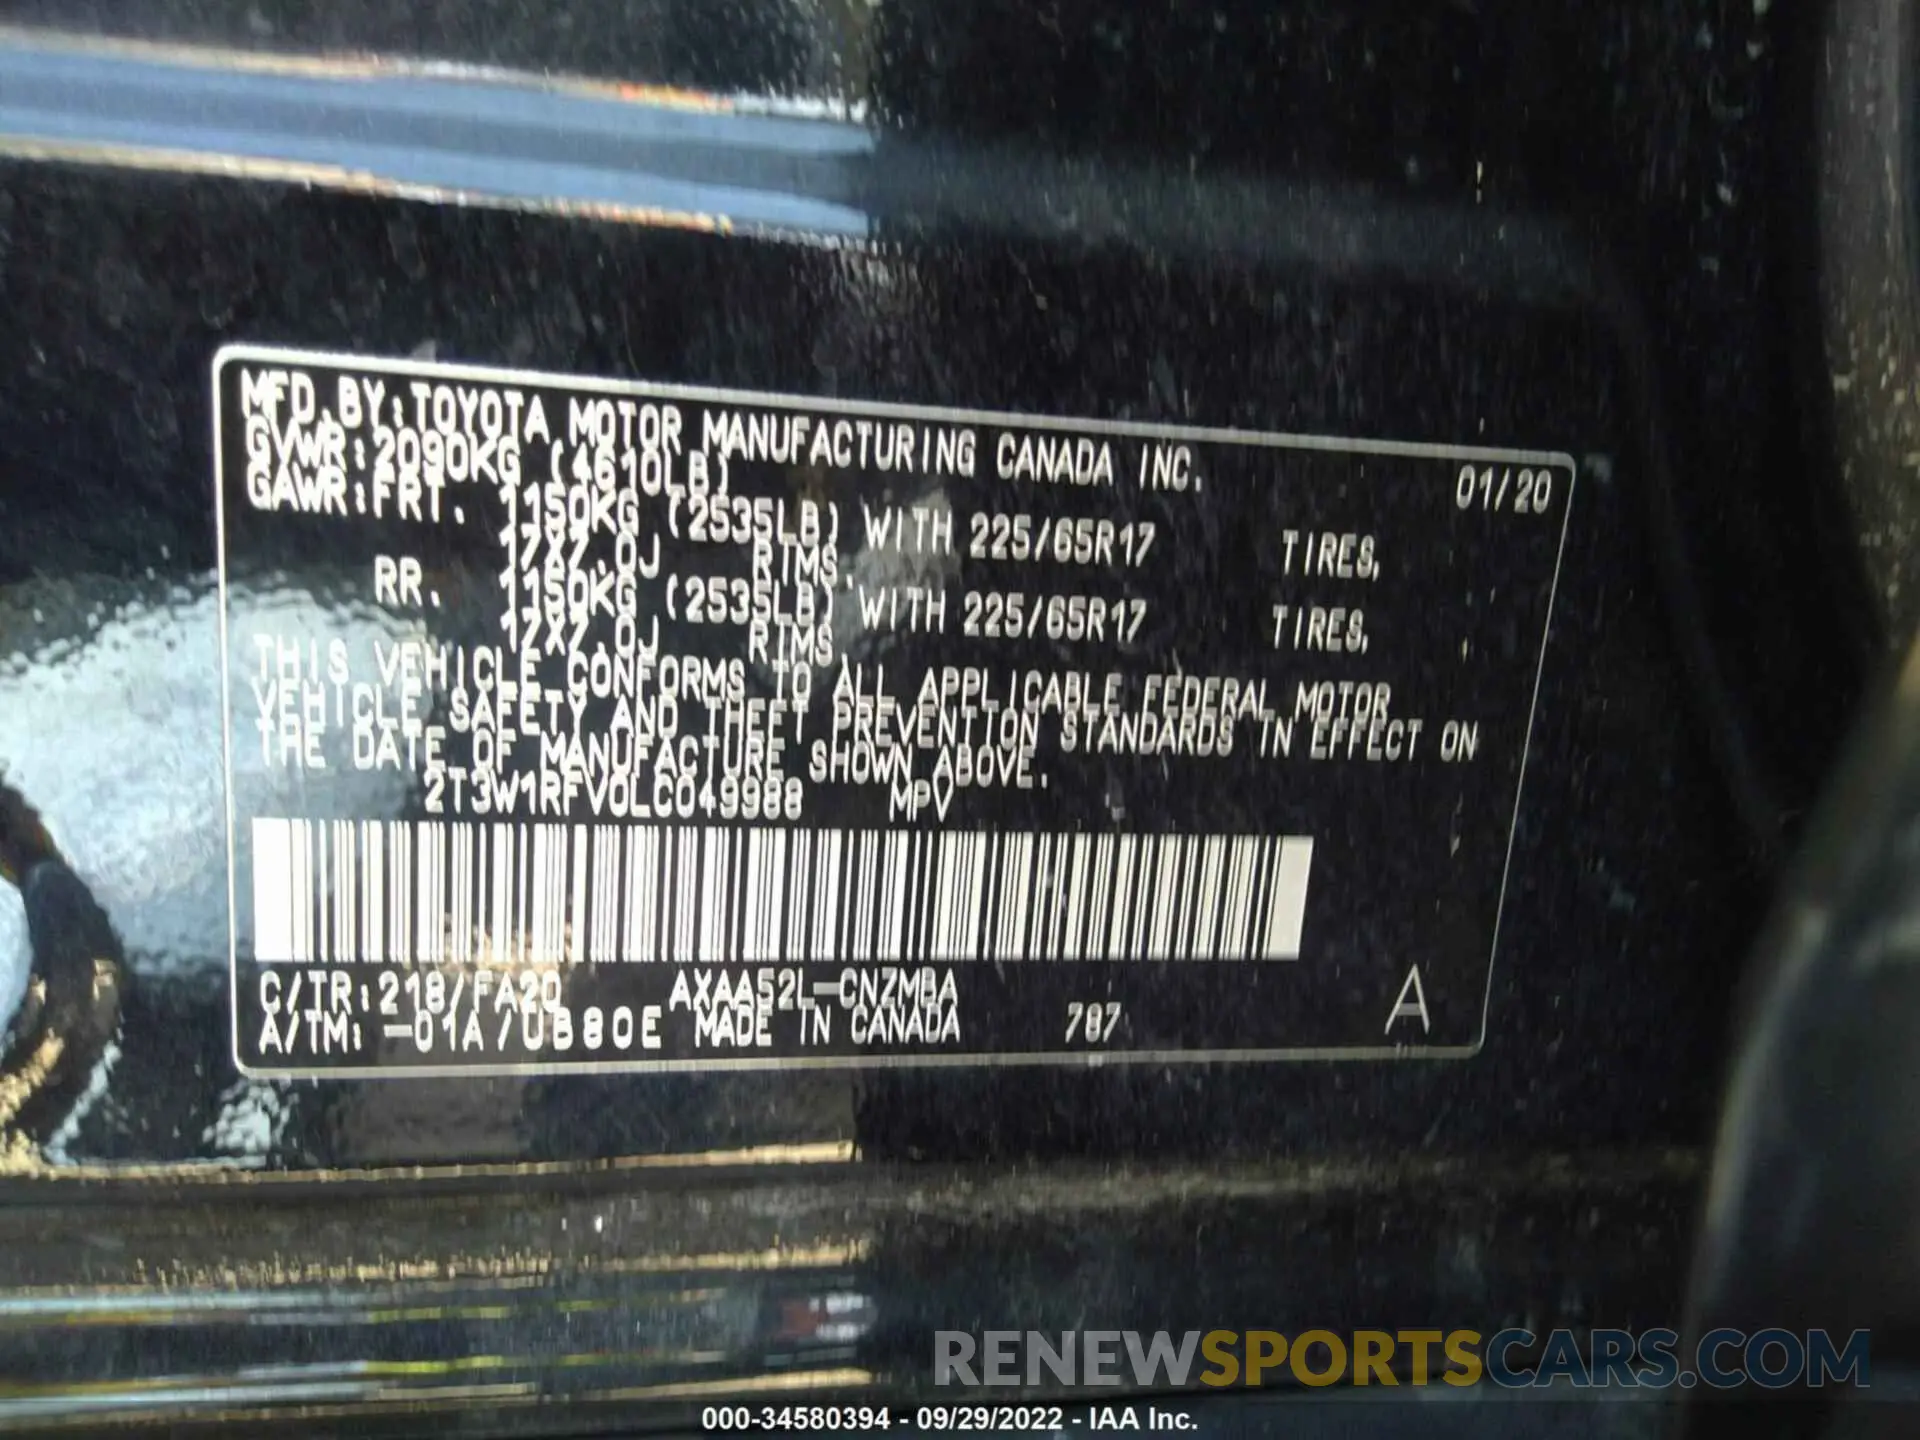 MFD.BY:TOYOTA MOTOR MANUFACTURING CANADA INC. 01/20
GVWR:2090KG (4610LB)
GAWR:FRT. 1150KG (2535LB) WITH 225/65R17 TIRES,
17X7.0J RIMS.
RR. 1150KG (2535LB) WITH 225/65R17 TIRES,
17X7.0J RIMS.
THIS VEHICLE CONFORMS TO ALL APPLICABLE FEDERAL MOTOR
VEHICLE SAFETY AND THEFT PREVENTION STANDARDS IN EFFECT ON
THE DATE OF MANUFACTURE SHOWN ABOVE.
2T3W1RFV0LC049988 MPV
C/TR:218/FA20 AXAA52L-CNZMBA
A/TM:-01A/UB80E MADE IN CANADA 787 A
RENEWSPORTSCARS.COM
000-34580394 - 09/29/2022 - IAA Inc.